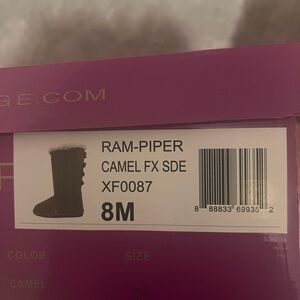 GE.COM
RAM-PIPER
CAMEL FX SDE
XF0087
8M
8 88833 69935 2
COLOR SIZE
CAMEL